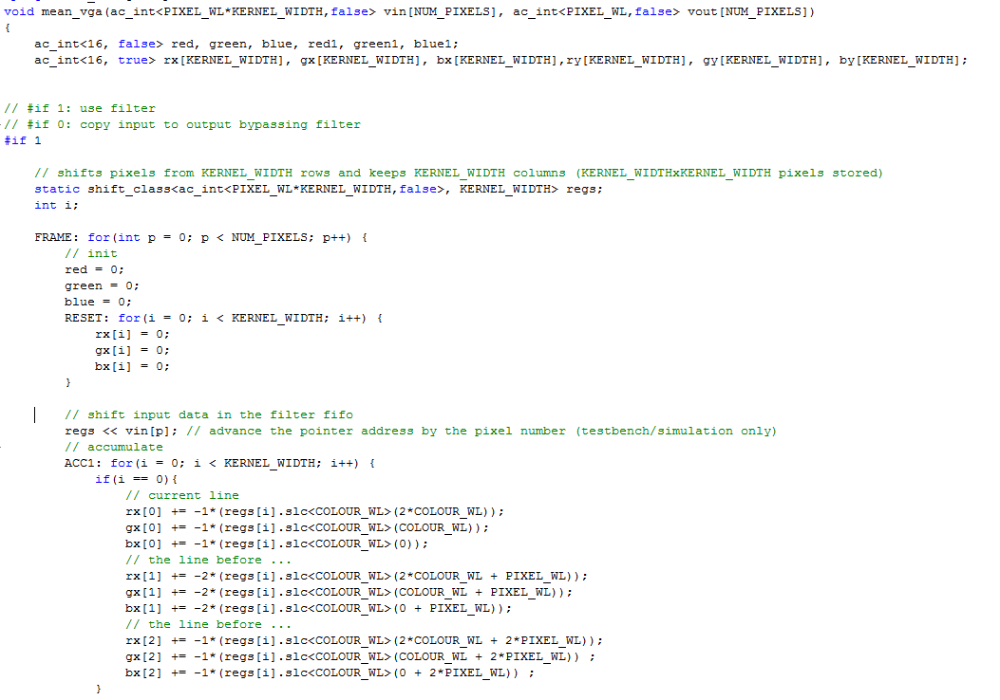 void mean_vga(ac_int<PIXEL_WL*KERNEL_WIDTH,false> vin[NUM_PIXELS], ac_int<PIXEL_WL,false> vout[NUM_PIXELS])
{
    ac_int<16, false> red, green, blue, red1, green1, blue1;
    ac_int<16, true> rx[KERNEL_WIDTH], gx[KERNEL_WIDTH], bx[KERNEL_WIDTH],ry[KERNEL_WIDTH], gy[KERNEL_WIDTH], by[KERNEL_WIDTH];
// #if 1: use filter
// #if 0: copy input to output bypassing filter
#if 1
    // shifts pixels from KERNEL_WIDTH rows and keeps KERNEL_WIDTH columns (KERNEL_WIDTHxKERNEL_WIDTH pixels stored)
    static shift_class<ac_int<PIXEL_WL*KERNEL_WIDTH,false>, KERNEL_WIDTH> regs;
    int i;
    FRAME: for(int p = 0; p < NUM_PIXELS; p++) {
        // init
        red = 0;
        green = 0;
        blue = 0;
        RESET: for(i = 0; i < KERNEL_WIDTH; i++) {
            rx[i] = 0;
            gx[i] = 0;
            bx[i] = 0;
        }
        // shift input data in the filter fifo
        regs << vin[p]; // advance the pointer address by the pixel number (testbench/simulation only)
        // accumulate
        ACC1: for(i = 0; i < KERNEL_WIDTH; i++) {
            if(i == 0){
                // current line
                rx[0] += -1*(regs[i].slc<COLOUR_WL>(2*COLOUR_WL));
                gx[0] += -1*(regs[i].slc<COLOUR_WL>(COLOUR_WL));
                bx[0] += -1*(regs[i].slc<COLOUR_WL>(0));
                // the line before ...
                rx[1] += -2*(regs[i].slc<COLOUR_WL>(2*COLOUR_WL + PIXEL_WL));
                gx[1] += -2*(regs[i].slc<COLOUR_WL>(COLOUR_WL + PIXEL_WL));
                bx[1] += -2*(regs[i].slc<COLOUR_WL>(0 + PIXEL_WL));
                // the line before ...
                rx[2] += -1*(regs[i].slc<COLOUR_WL>(2*COLOUR_WL + 2*PIXEL_WL));
                gx[2] += -1*(regs[i].slc<COLOUR_WL>(COLOUR_WL + 2*PIXEL_WL)) ;
                bx[2] += -1*(regs[i].slc<COLOUR_WL>(0 + 2*PIXEL_WL)) ;
            }